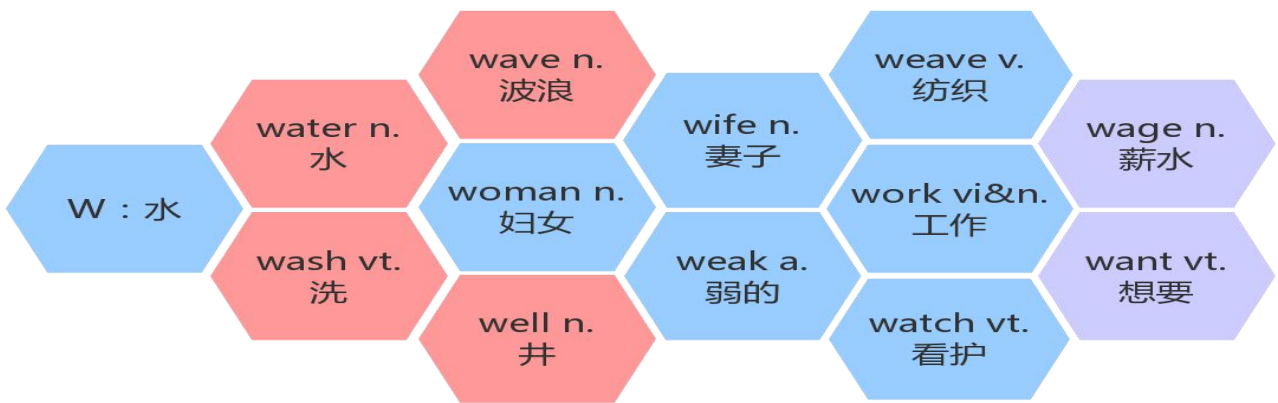 W：水
water n.
水
wash vt.
洗
wave n.
波浪
woman n.
妇女
well n.
井
wife n.
妻子
weak a.
弱的
weave v.
纺织
work vi&n.
工作
watch vt.
看护
wage n.
薪水
want vt.
想要